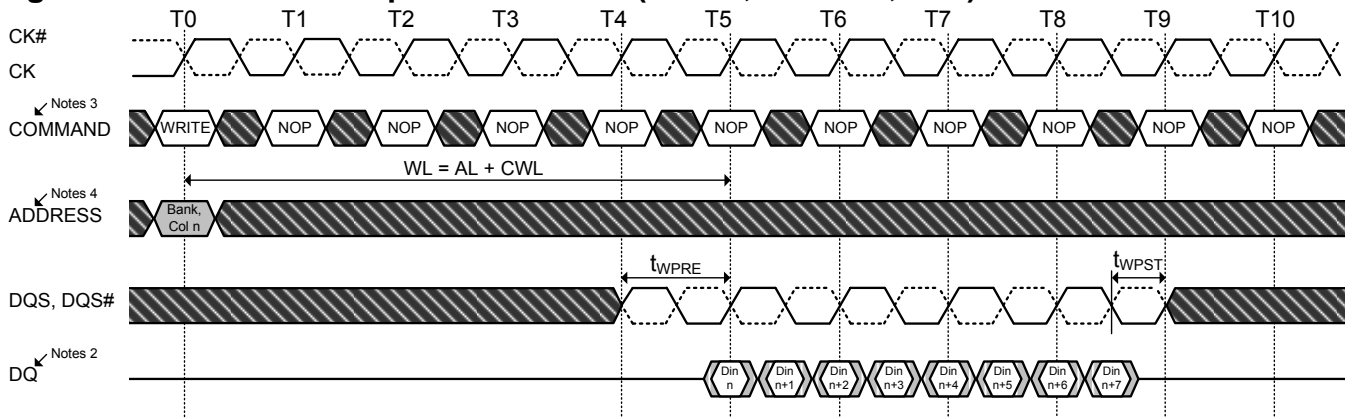 T0 T1 T2 T3 T4 T5 T6 T7 T8 T9 T10
CK#
CK
Notes 3
COMMAND WRITE NOP NOP NOP NOP NOP NOP NOP NOP NOP NOP
WL = AL + CWL
Notes 4
ADDRESS
Bank,
Col n
tWPRE tWPST
DQS, DQS#
Notes 2
DQ
Din n Din n+1 Din n+2 Din n+3 Din n+4 Din n+5 Din n+6 Din n+7